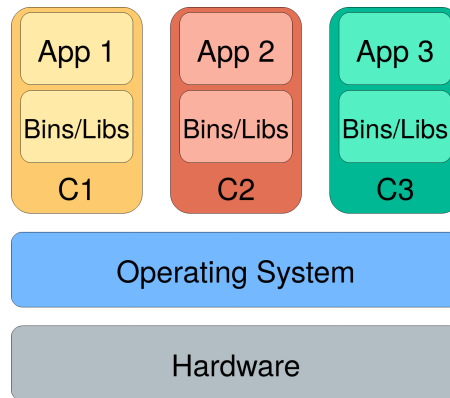 App 1
App 2
App 3
Bins/Libs
Bins/Libs
Bins/Libs
C1
C2
C3
Operating System
Hardware